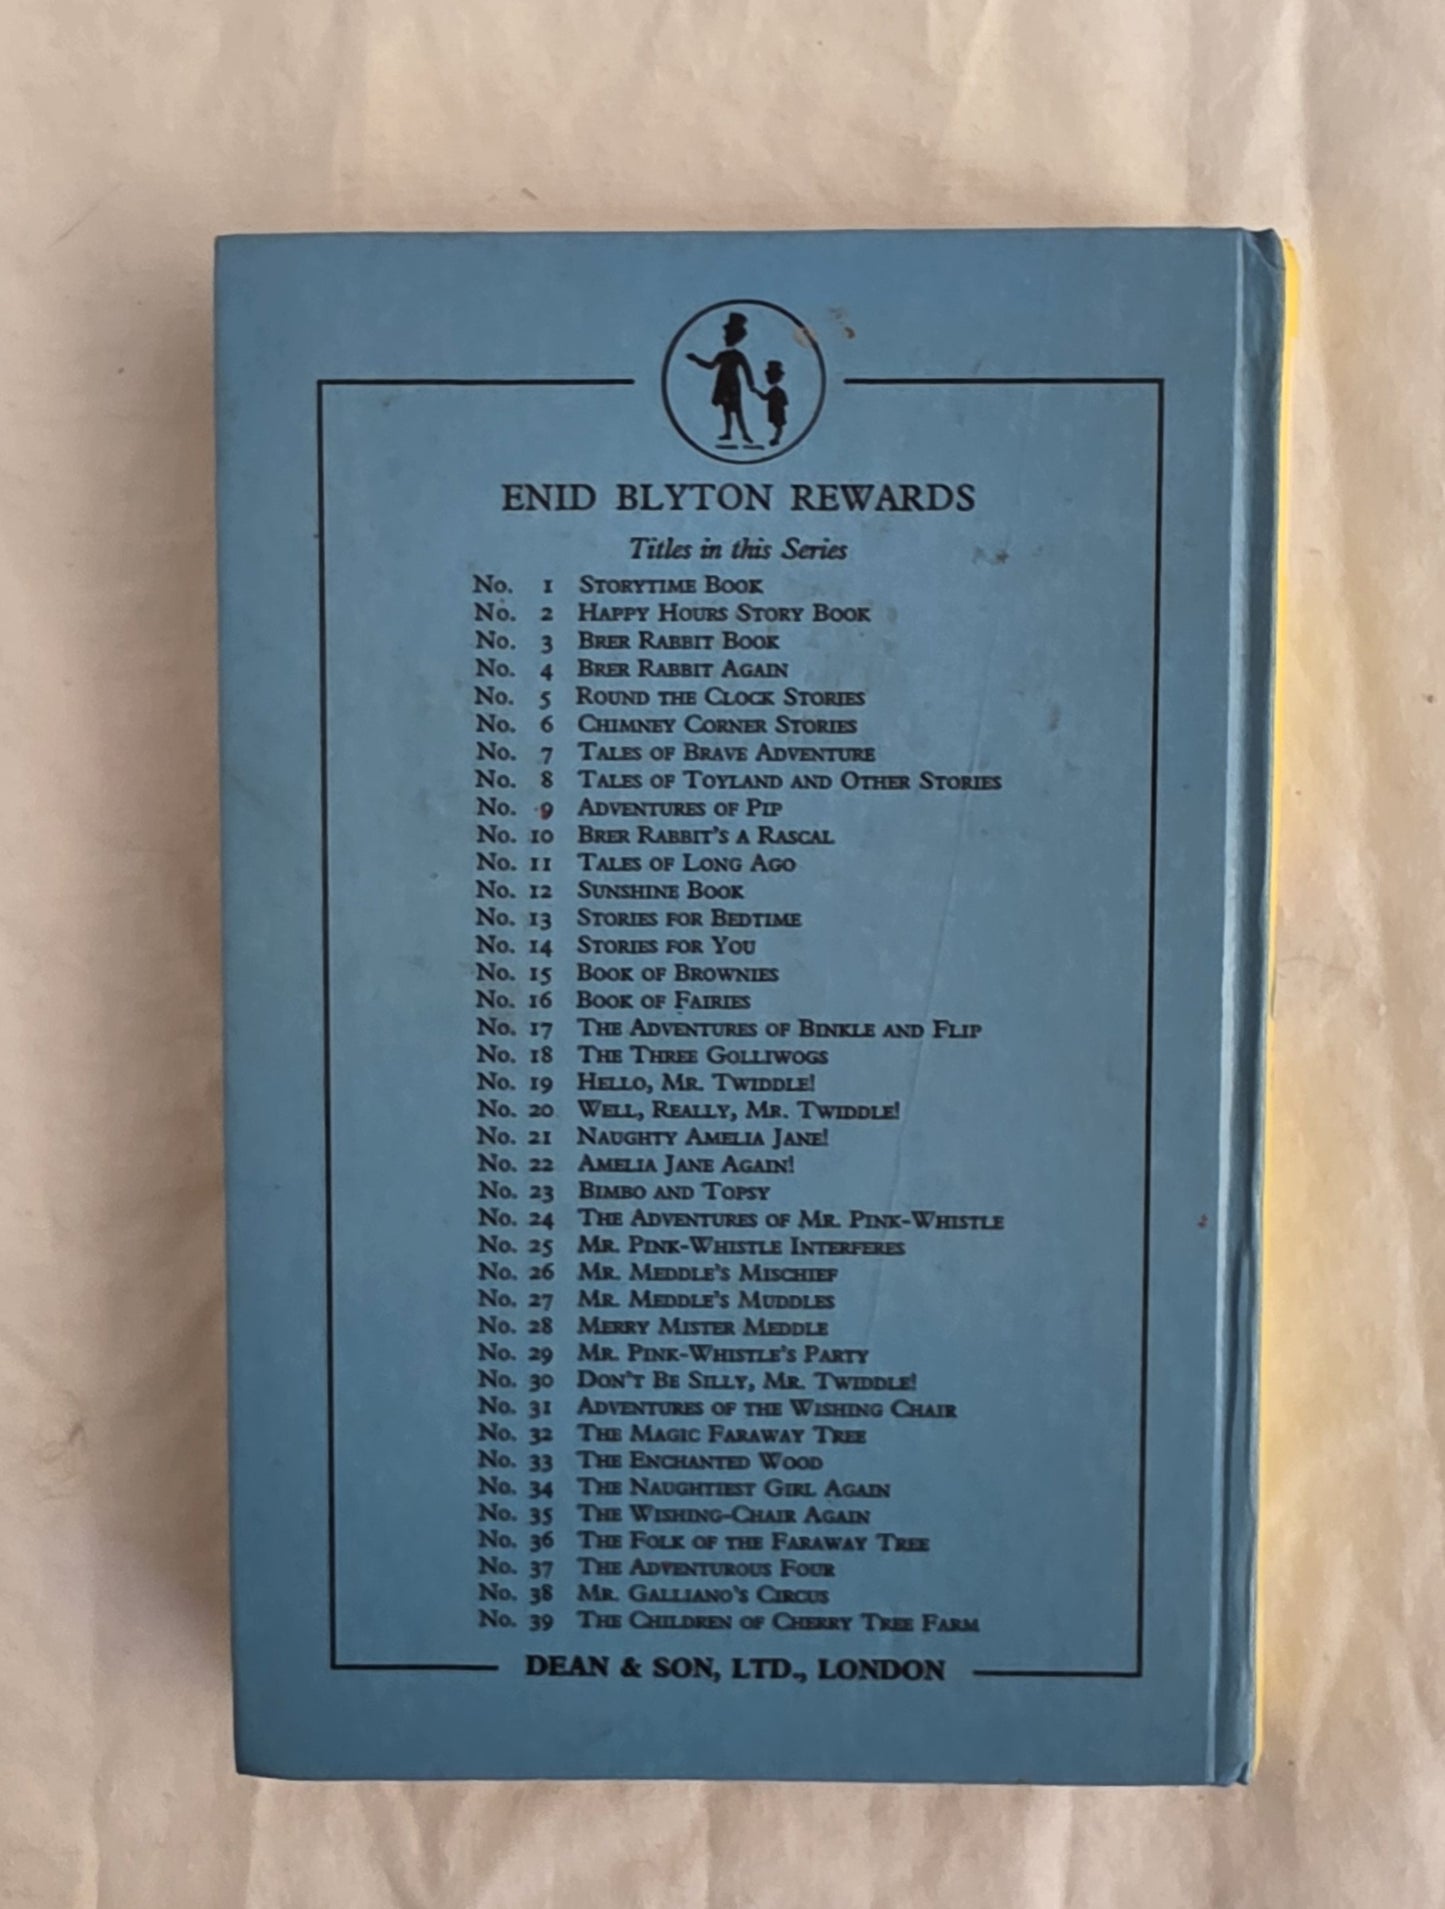 ENID BLYTON REWARDS
Titles in this Series
No. 1 STORYTIME BOOK
No. 2 HAPPY HOURS STORY BOOK
No. 3 BRER RABBIT BOOK
No. 4 BRER RABBIT AGAIN
No. 5 ROUND THE CLOCK STORIES
No. 6 CHIMNEY CORNER STORIES
No. 7 TALES OF BRAVE ADVENTURE
No. 8 TALES OF TOYLAND AND OTHER STORIES
No. 9 ADVENTURES OF PIP
No. 10 BRER RABBIT'S A RASCAL
No. 11 TALES OF LONG AGO
No. 12 SUNSHINE BOOK
No. 13 STORIES FOR BEDTIME
No. 14 STORIES FOR YOU
No. 15 BOOK OF BROWNIES
No. 16 BOOK OF FAIRIES
No. 17 THE ADVENTURES OF BINKLE AND FLIP
No. 18 THE THREE GOLLIWOGS
No. 19 HELLO, MR. TWIDDLE!
No. 20 WELL, REALLY, MR. TWIDDLE!
No. 21 NAUGHTY AMELIA JANE!
No. 22 AMELIA JANE AGAIN!
No. 23 BIMBO AND TOPSY
No. 24 THE ADVENTURES OF MR. PINK-WHISTLE
No. 25 MR. PINK-WHISTLE INTERFERES
No. 26 MR. MEDDLE'S MISCHIEF
No. 27 MR. MEDDLE'S MUDDLES
No. 28 MERRY MISTER MEDDLE
No. 29 MR. PINK-WHISTLE'S PARTY
No. 30 DON'T BE SILLY, MR. TWIDDLE!
No. 31 ADVENTURES OF THE WISHING CHAIR
No. 32 THE MAGIC FARAWAY TREE
No. 33 THE ENCHANTED WOOD
No. 34 THE NAUGHTIEST GIRL AGAIN
No. 35 THE WISHING-CHAIR AGAIN
No. 36 THE FOLK OF THE FARAWAY TREE
No. 37 THE ADVENTUROUS FOUR
No. 38 MR. GALLIANO'S CIRCUS
No. 39 THE CHILDREN OF CHERRY TREE FARM
DEAN & SON, LTD., LONDON